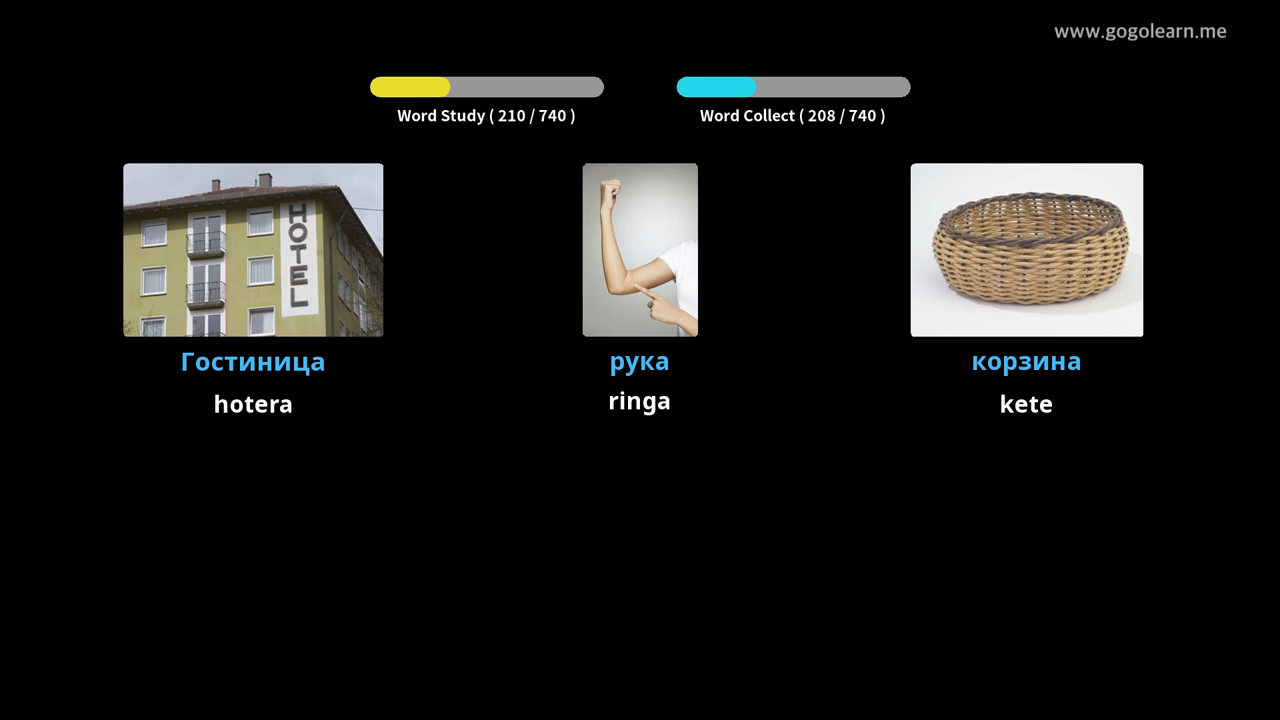 www.gogolearn.me
Word Study ( 210 / 740 )
Word Collect ( 208 / 740 )
HOTEL
Гостиница
рука
корзина
hotera
ringa
kete